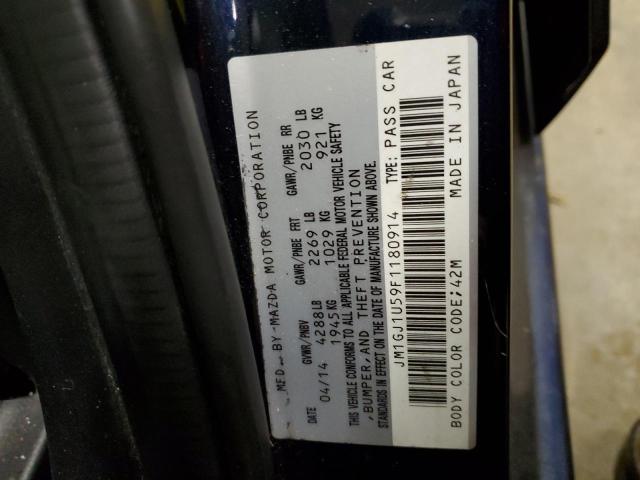 MFD. BY-MAZDA MOTOR CORPORATION
DATE GVWR/PNBV GAWR/PNBE FRT GAWR/PNBE RR
04/14 4288LB 2269 LB 2030 LB
1945KG 1029 KG 921 KG
THIS VEHICLE CONFORMS TO ALL APPLICABLE FEDERAL MOTOR VEHICLE SAFETY
,BUMPER,AND THEFT PREVENTION
STANDARDS IN EFFECT ON THE DATE OF MANUFACTURE SHOWN ABOVE.
JM1GJ1U59F1180914 TYPE: PASS CAR
BODY COLOR CODE;42M MADE IN JAPAN